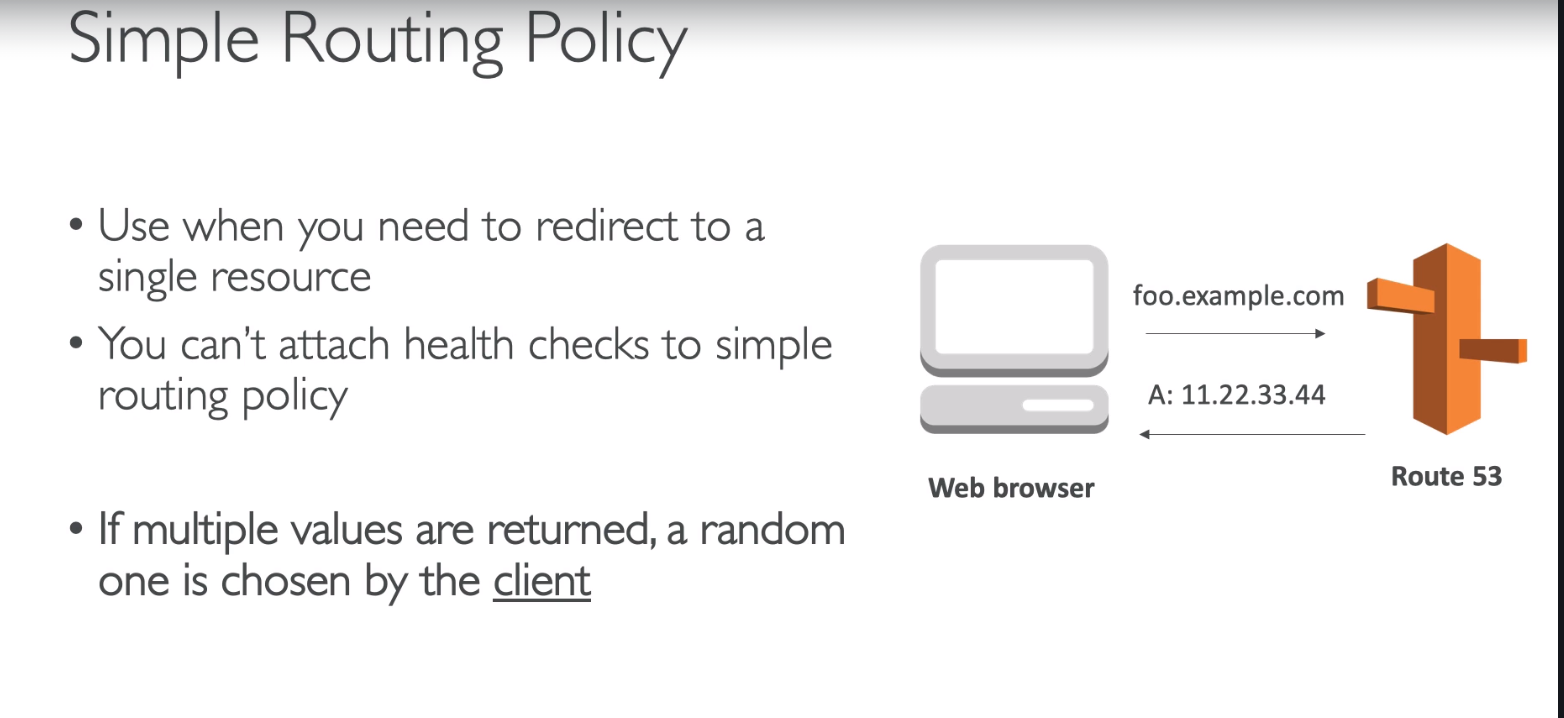 Simple Routing Policy
• Use when you need to redirect to a
single resource
• You can’t attach health checks to simple
routing policy
• If multiple values are returned, a random
one is chosen by the client
foo.example.com
A: 11.22.33.44
Web browser
Route 53